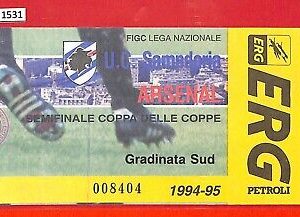 1531
FIGC LEGA NAZIONALE
U.C. Sampdoria
ARSENAL
SEMIFINALE COPPA DELLE COPPE
Gradinata Sud
008404
1994-95
ERG
ERG
PETROLI